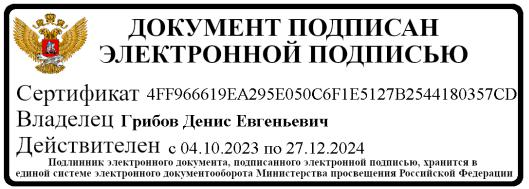 ДОКУМЕНТ ПОДПИСАН
ЭЛЕКТРОННОЙ ПОДПИСЬЮ
Сертификат 4FF966619EA295E050C6F1E5127B2544180357CD
Владелец Грибов Денис Евгеньевич
Действителен с 04.10.2023 по 27.12.2024
Подлинник электронного документа, подписанного электронной подписью, хранится в
единой системе электронного документооборота Министерства просвещения Российской Федерации